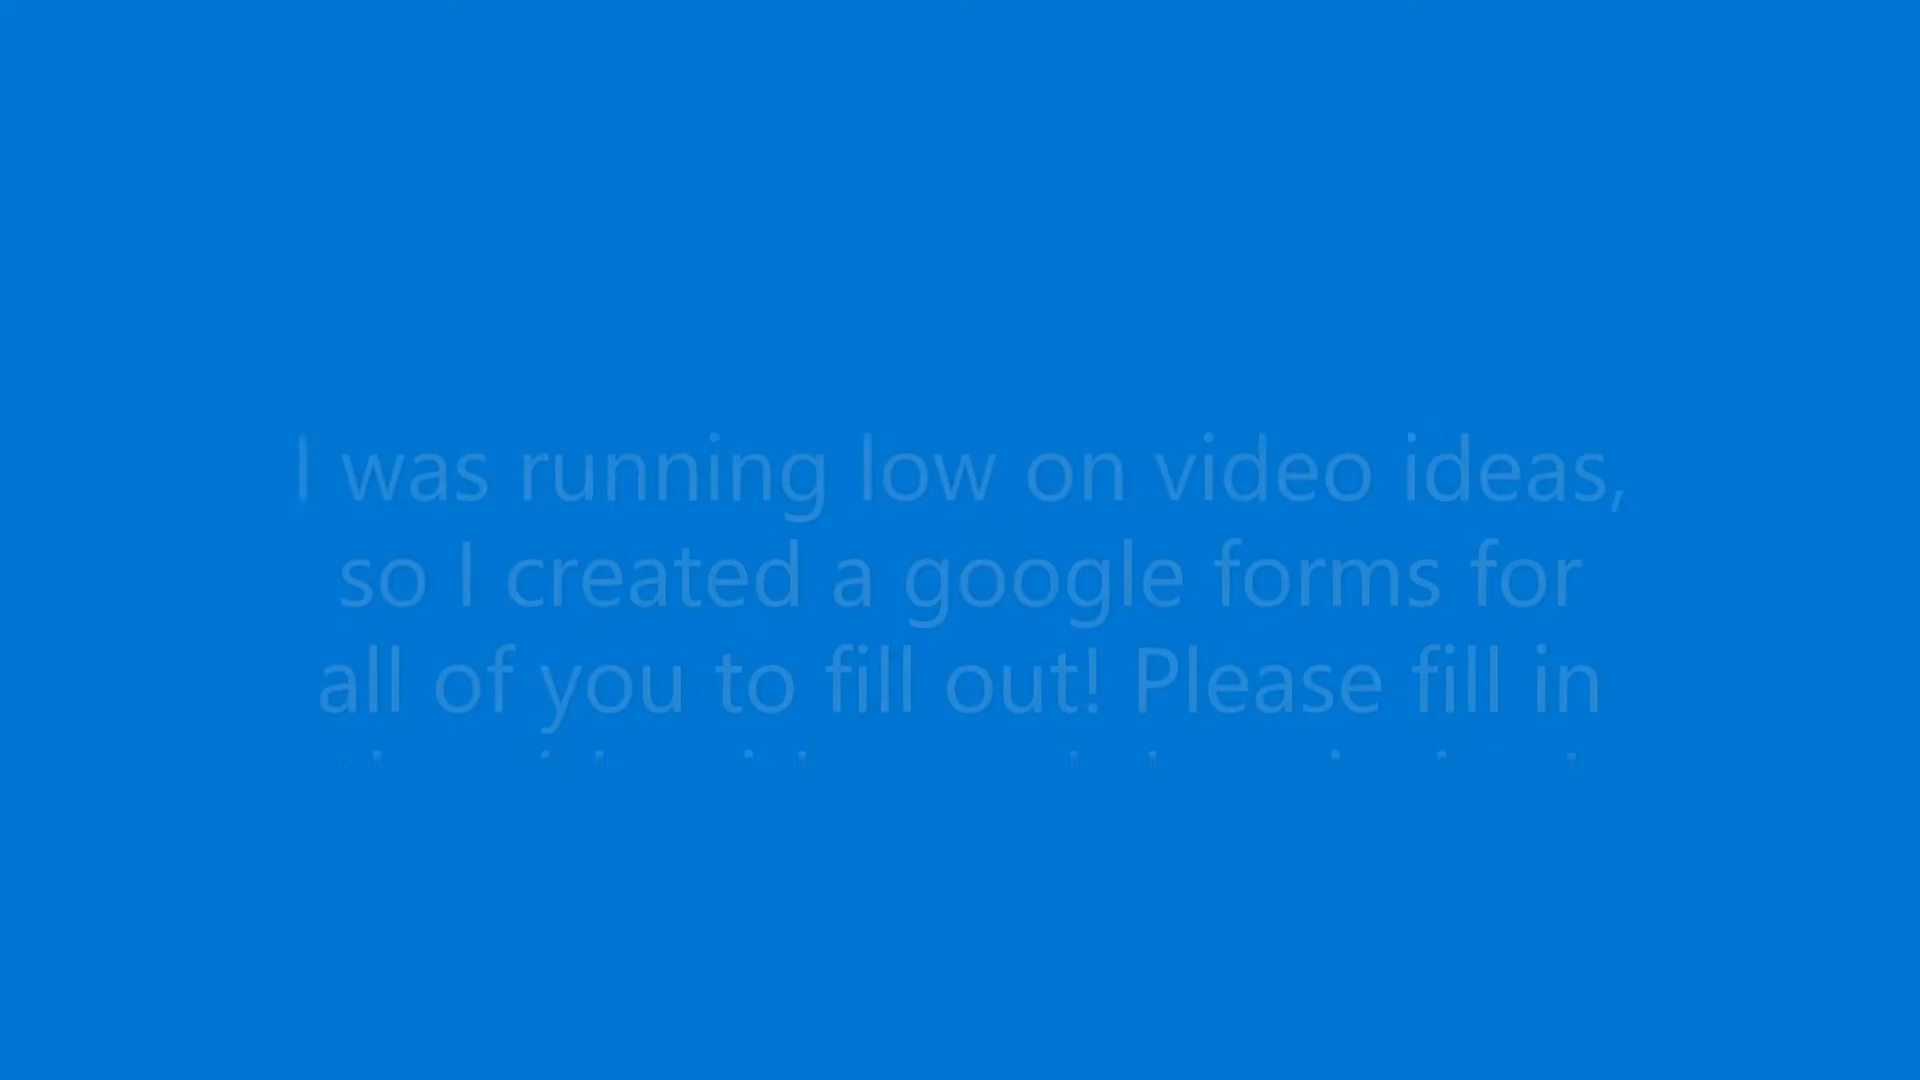 I was running low on video ideas,
so I created a google forms for
all of you to fill out! Please fill in